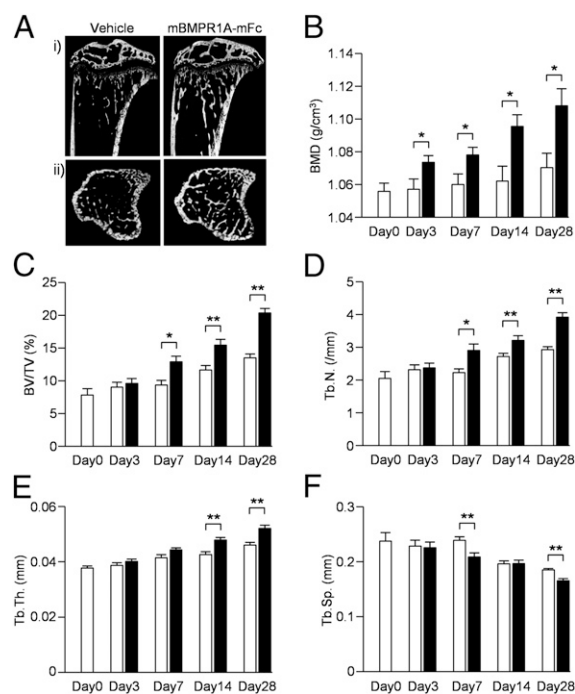 A
Vehicle mBMPR1A-mFc
i)
ii)
B
BMD (g/cm³)
1.14
1.12
1.10
1.08
1.06
1.04
* * * *
Day0 Day3 Day7 Day14 Day28
C
BV/TV (%)
25
20
15
10
5
0
* ** **
Day0 Day3 Day7 Day14 Day28
D
Tb.N. (/mm)
5
4
3
2
1
0
* ** **
Day0 Day3 Day7 Day14 Day28
E
Tb.Th. (mm)
0.06
0.04
0.02
0
** **
Day0 Day3 Day7 Day14 Day28
F
Tb.Sp. (mm)
0.3
0.2
0.1
0
** **
Day0 Day3 Day7 Day14 Day28